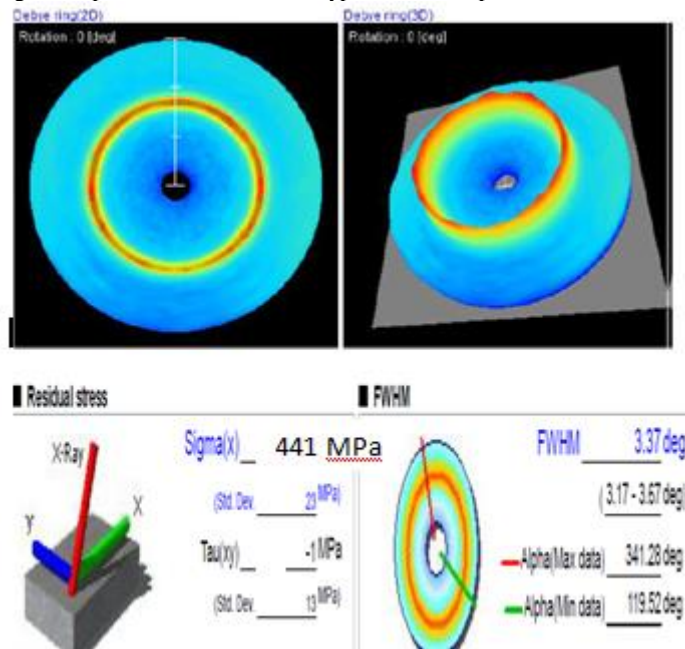 Debye ring(2D)
Rotation : 0 [deg]
Debye ring(3D)
Rotation : 0 [deg]
Residual stress
X-Ray
y
X
Sigma(x) 441 MPa
(Std. Dev. 23 MPa)
Tau(xy) -1 MPa
(Std. Dev. 13 MPa)
FWHM
FWHM 3.37 deg
(3.17 - 3.67 deg)
Alpha(Max data) 341.28 deg
Alpha(Min data) 119.52 deg